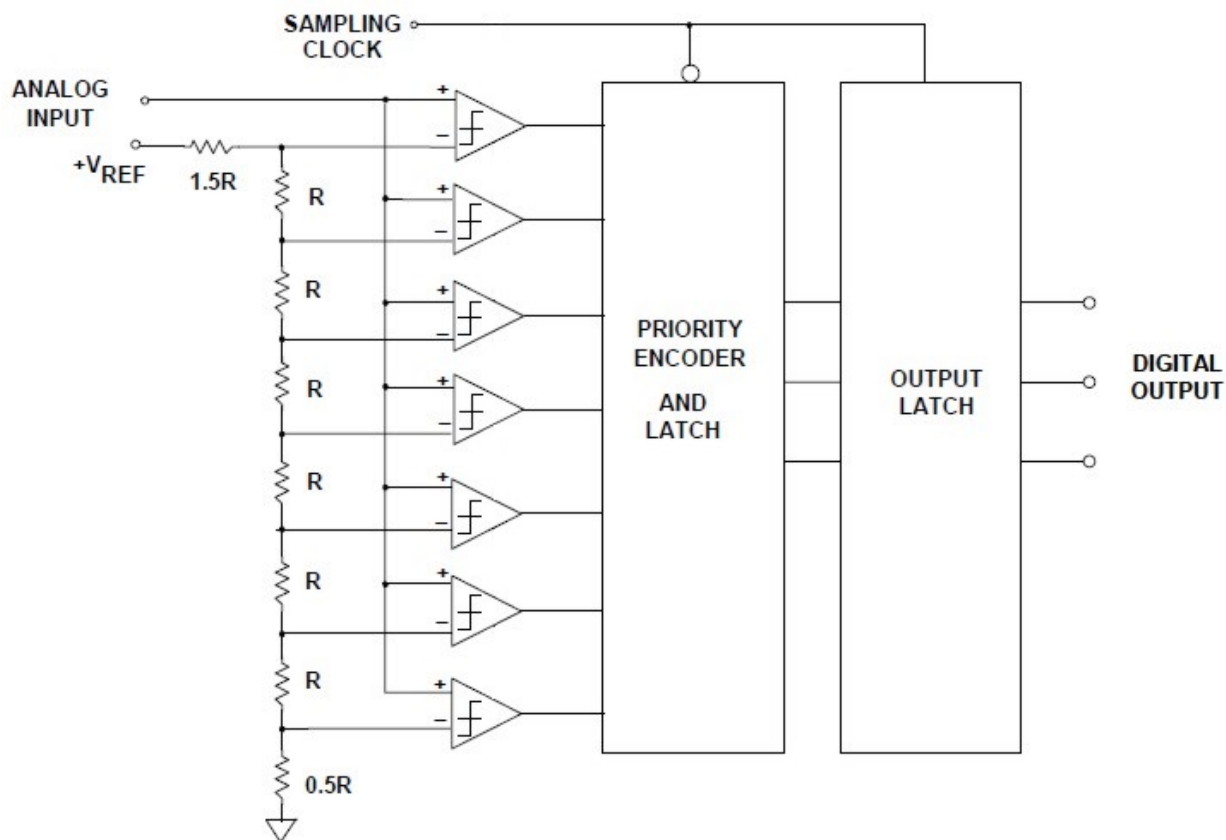 SAMPLING
CLOCK
ANALOG
INPUT
+VREF
1.5R
+
−
R
+
−
R
+
−
R
+
−
R
+
−
R
+
−
R
+
−
0.5R
PRIORITY
ENCODER
AND
LATCH
OUTPUT
LATCH
DIGITAL
OUTPUT